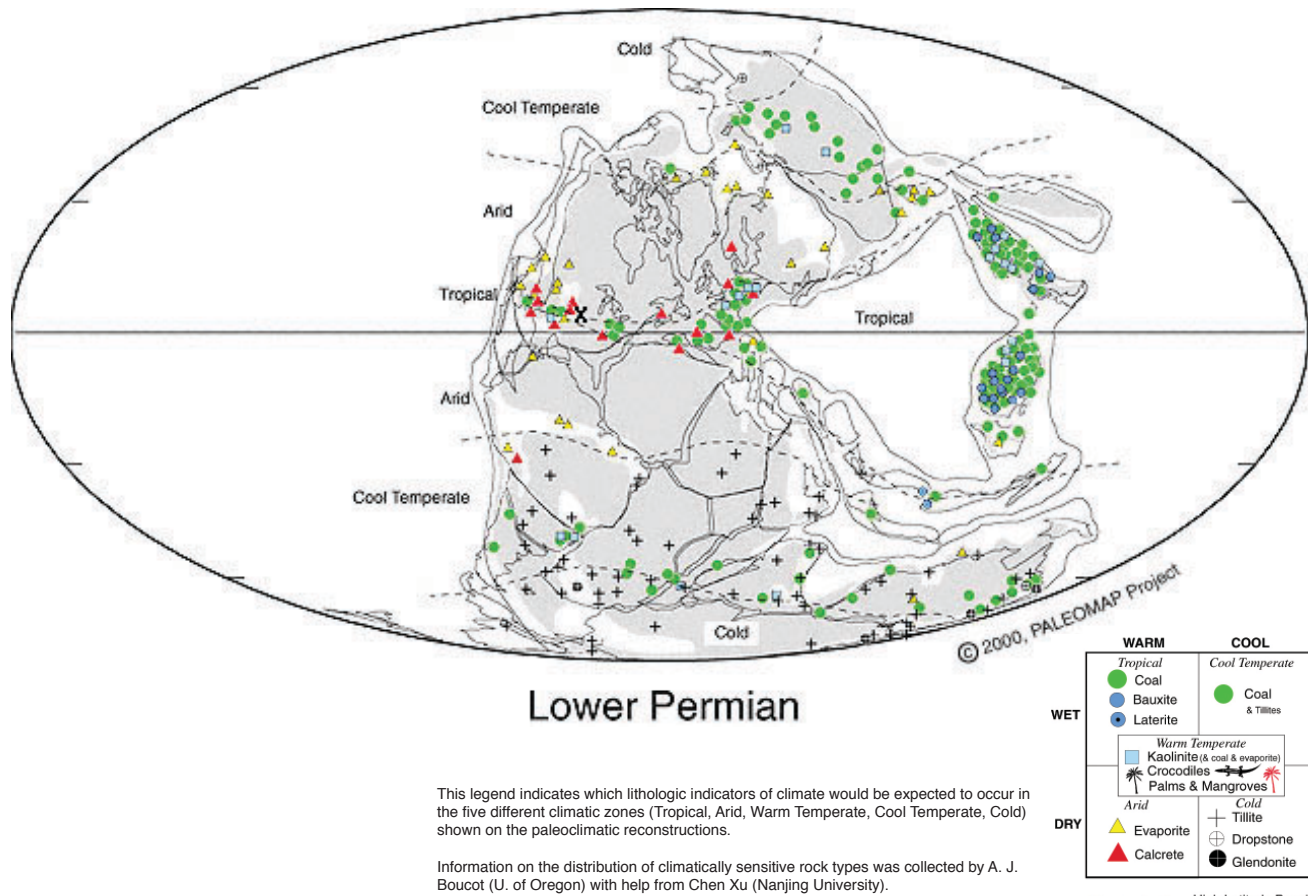 Cold
Cool Temperate
Arid
Tropical
X
Tropical
Arid
Cool Temperate
Cold
© 2000, PALEOMAP Project
Lower Permian
WARM COOL
Tropical Cool Temperate
Coal Coal
& Tillites
Bauxite
WET
Laterite
Warm Temperate
Kaolinite (& coal & evaporite)
Crocodiles
Palms & Mangroves
Arid Cold
Tillite
DRY
Evaporite Dropstone
Calcrete Glendonite
This legend indicates which lithologic indicators of climate would be expected to occur in
the five different climatic zones (Tropical, Arid, Warm Temperate, Cool Temperate, Cold)
shown on the paleoclimatic reconstructions.
Information on the distribution of climatically sensitive rock types was collected by A. J.
Boucot (U. of Oregon) with help from Chen Xu (Nanjing University).